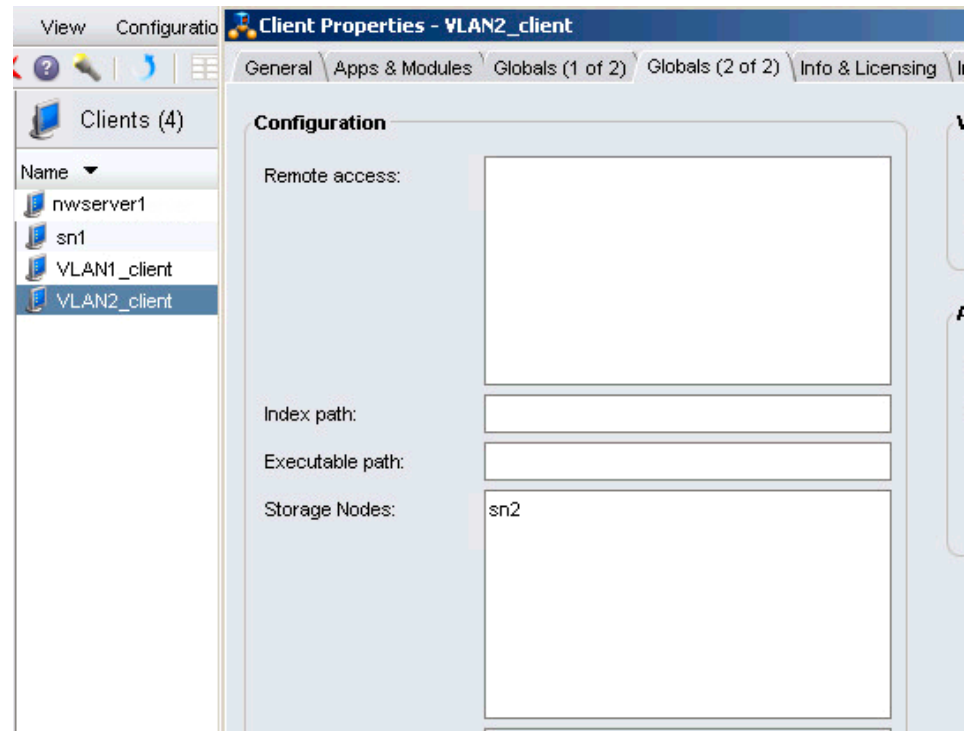 View Configuratio
Client Properties - VLAN2_client
General Apps & Modules Globals (1 of 2) Globals (2 of 2) Info & Licensing
Clients (4)
Name
nwserver1
sn1
VLAN1_client
VLAN2_client
Configuration
Remote access:
Index path:
Executable path:
Storage Nodes:
sn2